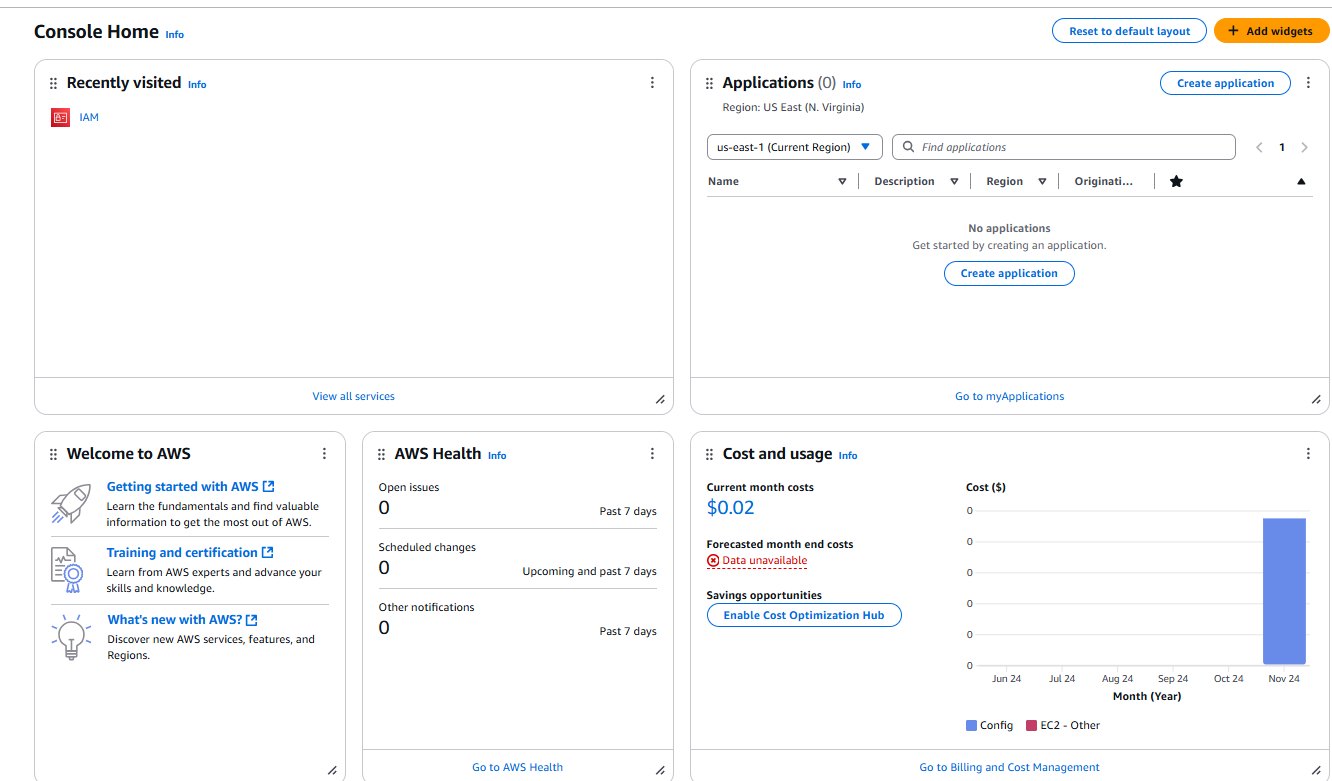 Console Home Info
Reset to default layout
+ Add widgets
Recently visited Info
IAM
View all services
Applications (0) Info
Create application
Region: US East (N. Virginia)
us-east-1 (Current Region)
Find applications
1
Name Description Region Originati...
No applications
Get started by creating an application.
Create application
Go to myApplications
Welcome to AWS
Getting started with AWS
Learn the fundamentals and find valuable
information to get the most out of AWS.
Training and certification
Learn from AWS experts and advance your
skills and knowledge.
What's new with AWS?
Discover new AWS services, features, and
Regions.
AWS Health Info
Open issues
0 Past 7 days
Scheduled changes
0 Upcoming and past 7 days
Other notifications
0 Past 7 days
Go to AWS Health
Cost and usage Info
Current month costs
$0.02
Forecasted month end costs
Data unavailable
Savings opportunities
Enable Cost Optimization Hub
Cost ($)
0
0
0
0
0
0
Jun 24 Jul 24 Aug 24 Sep 24 Oct 24 Nov 24
Month (Year)
Config EC2 - Other
Go to Billing and Cost Management